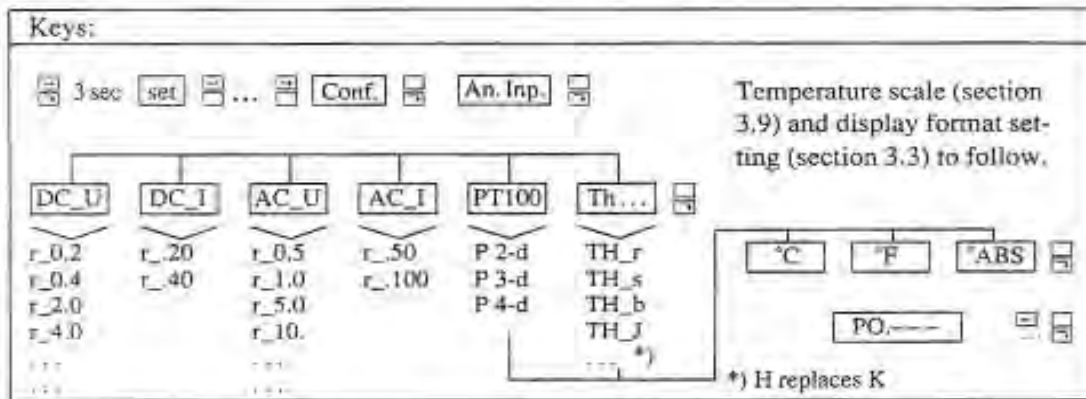 Keys:
3 sec set ... Conf. An. Inp.
Temperature scale (section
3.9) and display format set-
ting (section 3.3) to follow.
DC_U DC_I AC_U AC_I PT100 Th...
r_0.2 r_.20 r_0.5 r_.50 P 2-d TH_r
r_0.4 r_.40 r_1.0 r_.100 P 3-d TH_s
r_2.0 r_5.0 P 4-d TH_b
r_4.0 r_10. TH_J
... ... ... *)
... ...
°C °F °ABS
PO.---
*) H replaces K